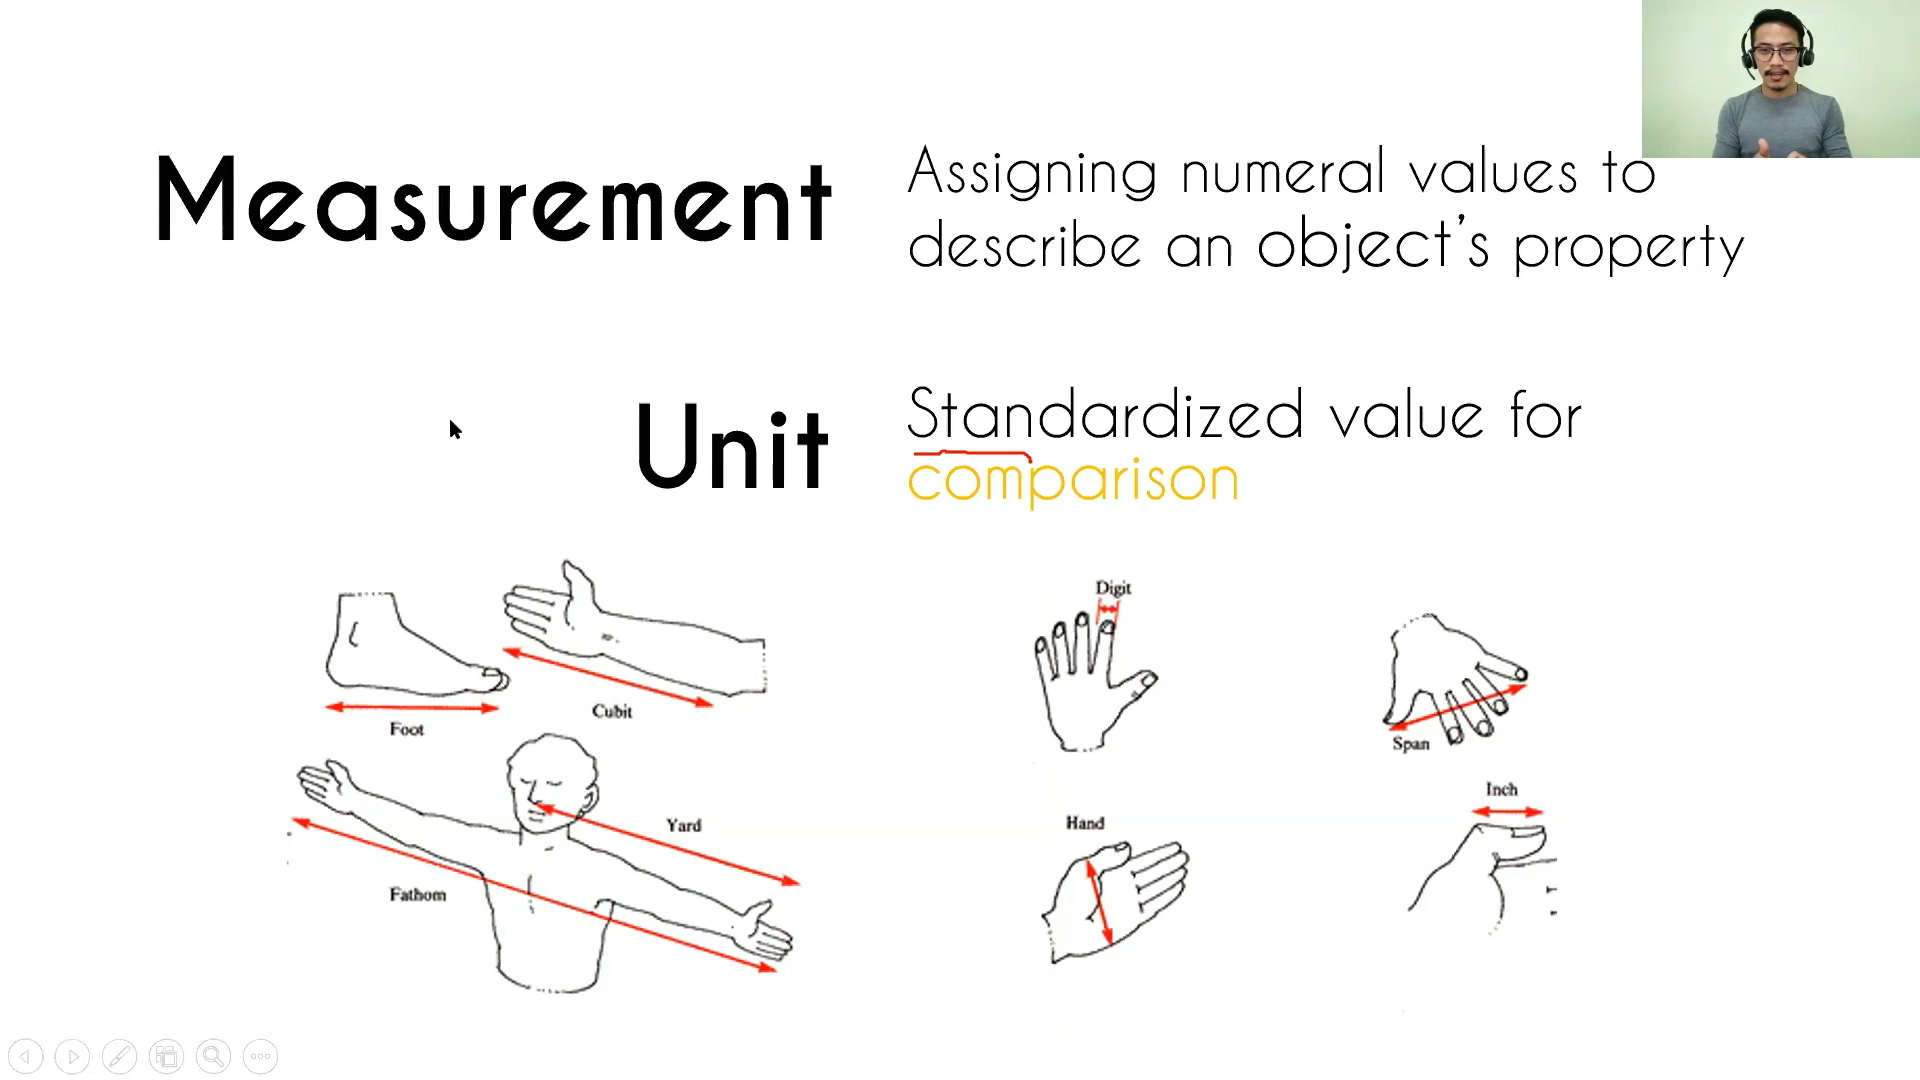 Measurement
Assigning numeral values to
describe an object's property
Unit
Standardized value for
comparison
Foot
Cubit
Yard
Fathom
Digit
Span
Hand
Inch